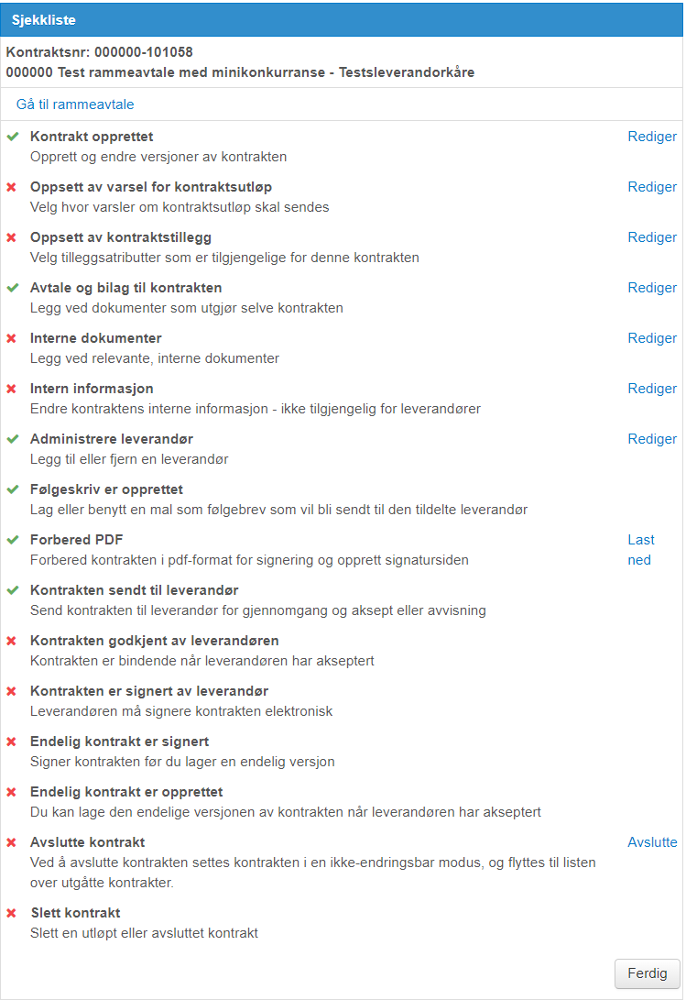 Sjekkliste
Kontraktsnr: 000000-101058
000000 Test rammeavtale med minikonkurranse - Testsleverandorkåre
Gå til rammeavtale
Kontrakt opprettet Rediger
Opprett og endre versjoner av kontrakten
Oppsett av varsel for kontraktsutløp Rediger
Velg hvor varsler om kontraktsutløp skal sendes
Oppsett av kontraktstillegg Rediger
Velg tilleggsatributter som er tilgjengelige for denne kontrakten
Avtale og bilag til kontrakten Rediger
Legg ved dokumenter som utgjør selve kontrakten
Interne dokumenter Rediger
Legg ved relevante, interne dokumenter
Intern informasjon Rediger
Endre kontraktens interne informasjon - ikke tilgjengelig for leverandører
Administrere leverandør Rediger
Legg til eller fjern en leverandør
Følgeskriv er opprettet
Lag eller benytt en mal som følgebrev som vil bli sendt til den tildelte leverandør
Forbered PDF Last
Forbered kontrakten i pdf-format for signering og opprett signatursiden ned
Kontrakten sendt til leverandør
Send kontrakten til leverandør for gjennomgang og aksept eller avvisning
Kontrakten godkjent av leverandøren
Kontrakten er bindende når leverandøren har akseptert
Kontrakten er signert av leverandør
Leverandøren må signere kontrakten elektronisk
Endelig kontrakt er signert
Signer kontrakten før du lager en endelig versjon
Endelig kontrakt er opprettet
Du kan lage den endelige versjonen av kontrakten når leverandøren har akseptert
Avslutte kontrakt Avslutte
Ved å avslutte kontrakten settes kontrakten i en ikke-endringsbar modus, og flyttes til listen
over utgåtte kontrakter.
Slett kontrakt
Slett en utløpt eller avsluttet kontrakt
Ferdig